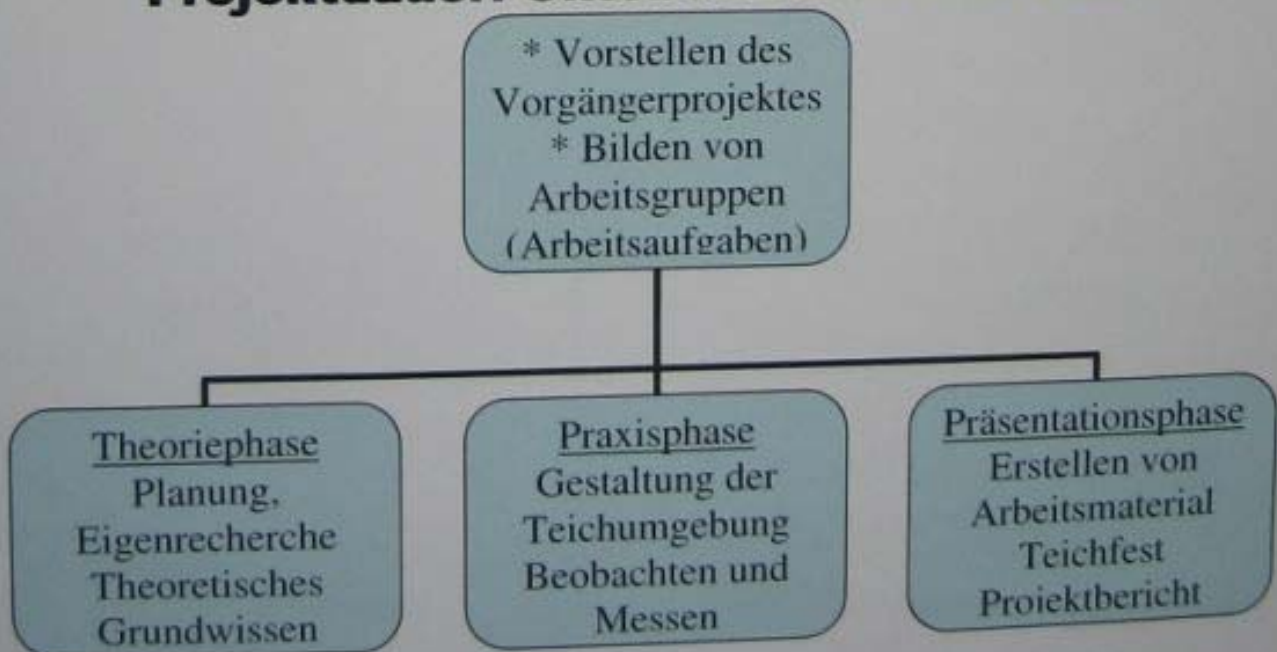 * Vorstellen des
Vorgängerprojektes
* Bilden von
Arbeitsgruppen
(Arbeitsaufgaben)
Theoriephase
Planung,
Eigenrecherche
Theoretisches
Grundwissen
Praxisphase
Gestaltung der
Teichumgebung
Beobachten und
Messen
Präsentationsphase
Erstellen von
Arbeitsmaterial
Teichfest
Projektbericht